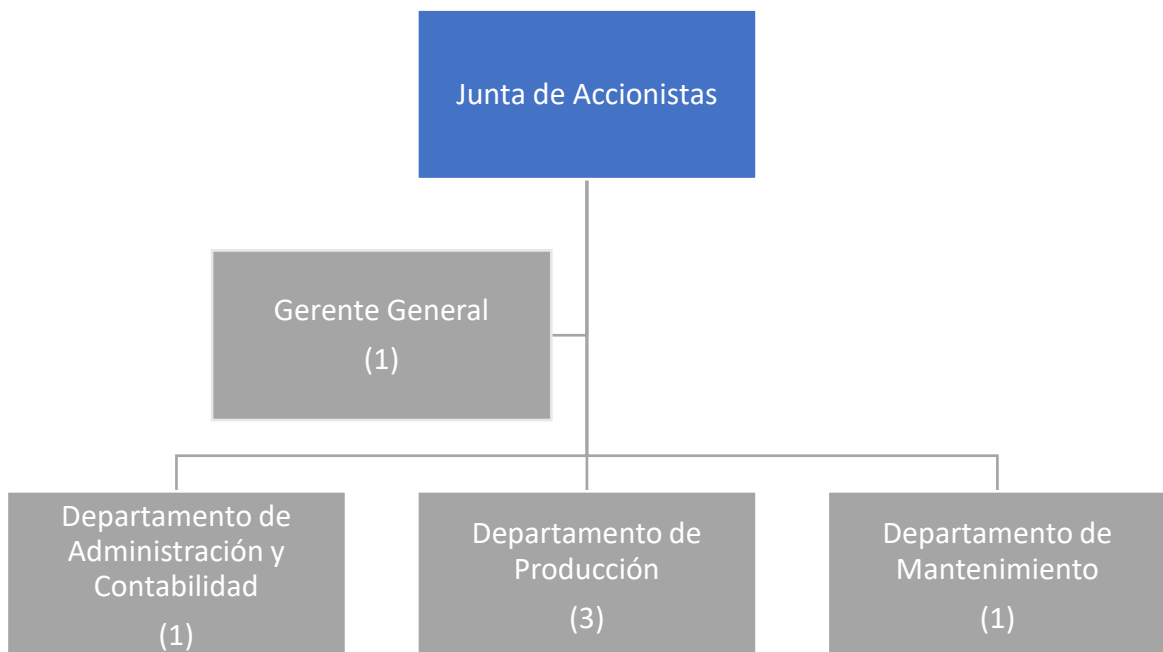 Junta de Accionistas
Gerente General
(1)
Departamento de
Administración y
Contabilidad
(1)
Departamento de
Producción
(3)
Departamento de
Mantenimiento
(1)